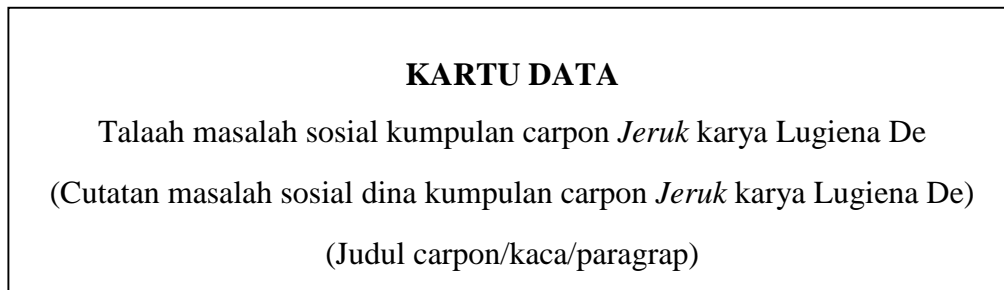 KARTU DATA
Talaah masalah sosial kumpulan carpon Jeruk karya Lugiena De
(Cutatan masalah sosial dina kumpulan carpon Jeruk karya Lugiena De)
(Judul carpon/kaca/paragrap)